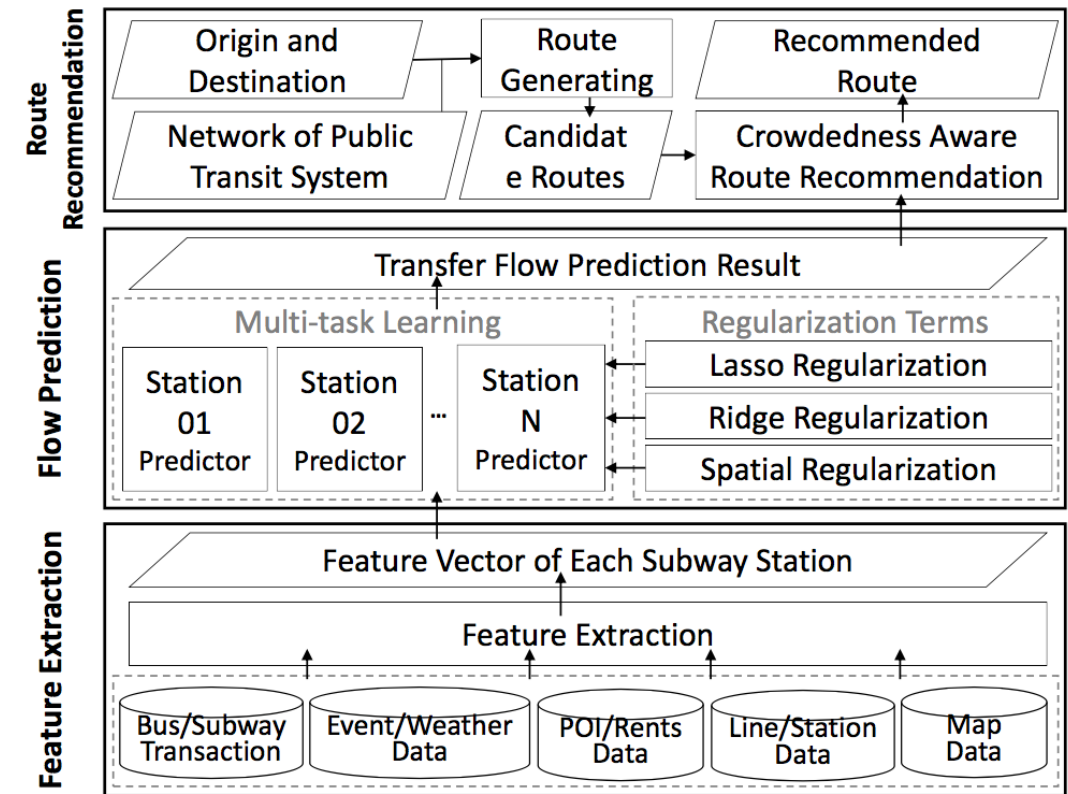 Route
Recommendation
Origin and
Destination
Route
Generating
Recommended
Route
Network of Public
Transit System
Candidat
e Routes
Crowdedness Aware
Route Recommendation
Flow Prediction
Transfer Flow Prediction Result
Multi-task Learning
Regularization Terms
Station
01
Predictor
Station
02
Predictor
...
Station
N
Predictor
Lasso Regularization
Ridge Regularization
Spatial Regularization
Feature Extraction
Feature Vector of Each Subway Station
Feature Extraction
Bus/Subway
Transaction
Event/Weather
Data
POI/Rents
Data
Line/Station
Data
Map
Data